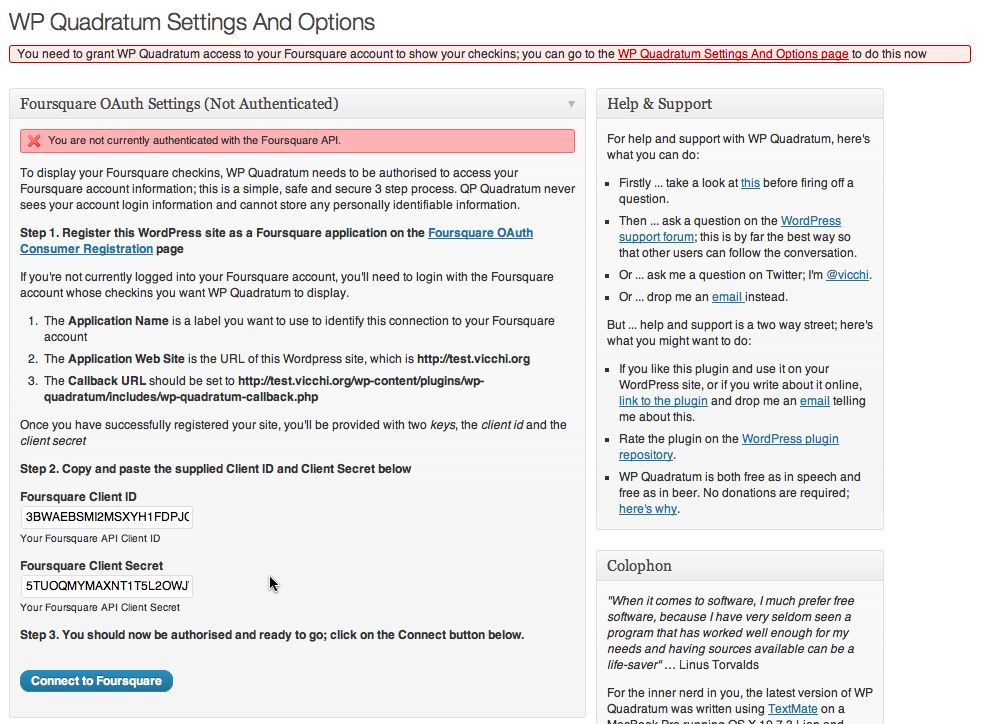 WP Quadratum Settings And Options
You need to grant WP Quadratum access to your Foursquare account to show your checkins; you can go to the WP Quadratum Settings And Options page to do this now
Foursquare OAuth Settings (Not Authenticated)
You are not currently authenticated with the Foursquare API.
To display your Foursquare checkins, WP Quadratum needs to be authorised to access your
Foursquare account information; this is a simple, safe and secure 3 step process. QP Quadratum never
sees your account login information and cannot store any personally identifiable information.
Step 1. Register this WordPress site as a Foursquare application on the Foursquare OAuth
Consumer Registration page
If you're not currently logged into your Foursquare account, you'll need to login with the Foursquare
account whose checkins you want WP Quadratum to display.
1. The Application Name is a label you want to use to identify this connection to your Foursquare
account
2. The Application Web Site is the URL of this Wordpress site, which is http://test.vicchi.org
3. The Callback URL should be set to http://test.vicchi.org/wp-content/plugins/wp-
quadratum/includes/wp-quadratum-callback.php
Once you have successfully registered your site, you'll be provided with two keys, the client id and the
client secret
Step 2. Copy and paste the supplied Client ID and Client Secret below
Foursquare Client ID
3BWAEBSMI2MSXYH1FDPJ
Your Foursquare API Client ID
Foursquare Client Secret
5TUOQMYMAXNT1T5L2OWJ
Your Foursquare API Client Secret
Step 3. You should now be authorised and ready to go; click on the Connect button below.
Connect to Foursquare
Help & Support
For help and support with WP Quadratum, here's
what you can do:
Firstly ... take a look at this before firing off a
question.
Then ... ask a question on the WordPress
support forum; this is by far the best way so
that other users can follow the conversation.
Or ... ask me a question on Twitter; I'm @vicchi.
Or ... drop me an email instead.
But ... help and support is a two way street; here's
what you might want to do:
If you like this plugin and use it on your
WordPress site, or if you write about it online,
link to the plugin and drop me an email telling
me about this.
Rate the plugin on the WordPress plugin
repository.
WP Quadratum is both free as in speech and
free as in beer. No donations are required;
here's why.
Colophon
"When it comes to software, I much prefer free
software, because I have very seldom seen a
program that has worked well enough for my
needs and having sources available can be a
life-saver" ... Linus Torvalds
For the inner nerd in you, the latest version of WP
Quadratum was written using TextMate on a
MacBook Pro running OS X 10.7.3 Lion and